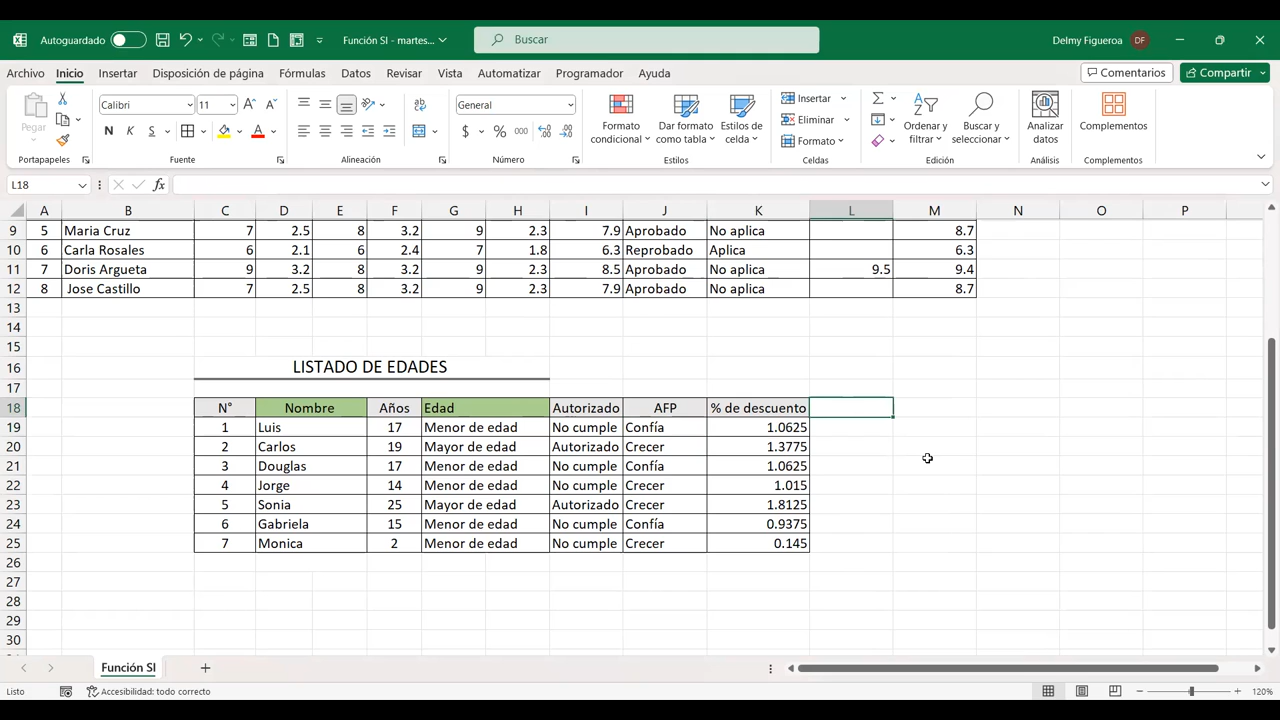 Autoguardado
Función SI - martes...
Buscar
Delmy Figueroa DF
Archivo Inicio Insertar Disposición de página Fórmulas Datos Revisar Vista Automatizar Programador Ayuda Comentarios Compartir
Pegar
Portapapeles
Calibri 11
N K S
Fuente
Alineación
General
$ % 000
Número
Formato condicional
Dar formato como tabla
Estilos de celda
Estilos
Insertar
Eliminar
Formato
Celdas
Ordenar y filtrar
Buscar y seleccionar
Edición
Analizar datos
Análisis
Complementos
Complementos
L18 fx
A B C D E F G H I J K L M N O P
9 5 Maria Cruz 7 2.5 8 3.2 9 2.3 7.9 Aprobado No aplica 8.7
10 6 Carla Rosales 6 2.1 6 2.4 7 1.8 6.3 Reprobado Aplica 6.3
11 7 Doris Argueta 9 3.2 8 3.2 9 2.3 8.5 Aprobado No aplica 9.5 9.4
12 8 Jose Castillo 7 2.5 8 3.2 9 2.3 7.9 Aprobado No aplica 8.7
13
14
15
16 LISTADO DE EDADES
17
18 N° Nombre Años Edad Autorizado AFP % de descuento
19 1 Luis 17 Menor de edad No cumple Confía 1.0625
20 2 Carlos 19 Mayor de edad Autorizado Crecer 1.3775
21 3 Douglas 17 Menor de edad No cumple Confía 1.0625
22 4 Jorge 14 Menor de edad No cumple Crecer 1.015
23 5 Sonia 25 Mayor de edad Autorizado Crecer 1.8125
24 6 Gabriela 15 Menor de edad No cumple Confía 0.9375
25 7 Monica 2 Menor de edad No cumple Crecer 0.145
26
27
28
29
30
Función SI
Listo Accesibilidad: todo correcto 120%